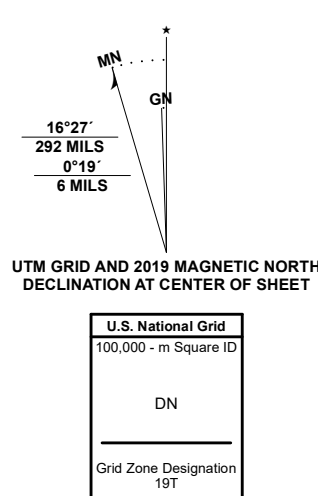 MN
GN
16°27´
292 MILS
0°19´
6 MILS
UTM GRID AND 2019 MAGNETIC NORTH
DECLINATION AT CENTER OF SHEET
U.S. National Grid
100,000 - m Square ID
DN
Grid Zone Designation
19T